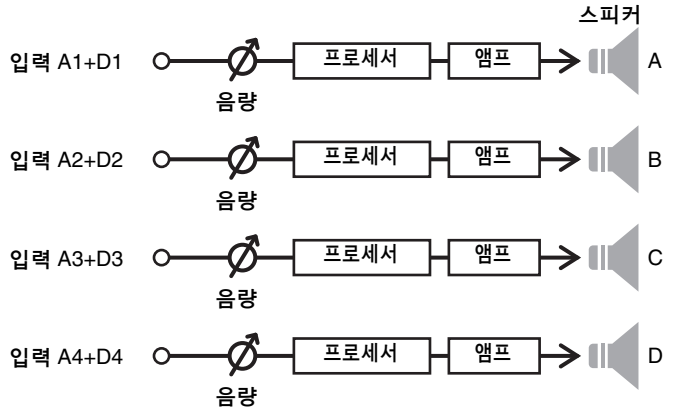 스피커
입력 A1+D1 프로세서 앰프 A
음량
입력 A2+D2 프로세서 앰프 B
음량
입력 A3+D3 프로세서 앰프 C
음량
입력 A4+D4 프로세서 앰프 D
음량